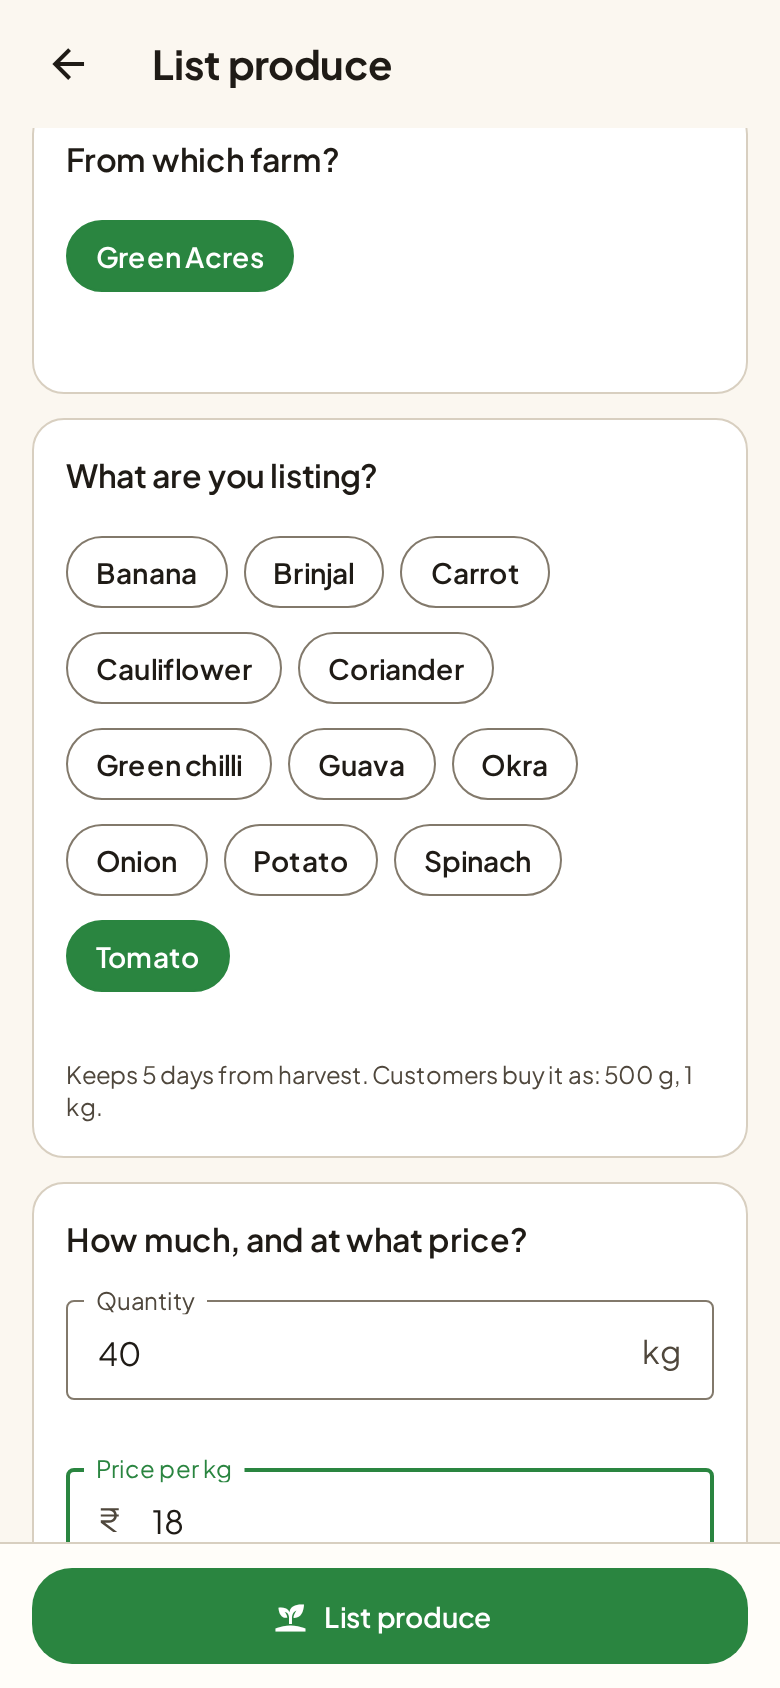 List produce
From which farm?
Green Acres
What are you listing?
Banana Brinjal Carrot
Cauliflower Coriander
Green chilli Guava Okra
Onion Potato Spinach
Tomato
Keeps 5 days from harvest. Customers buy it as: 500 g, 1
kg.
How much, and at what price?
Quantity
40 kg
Price per kg
₹ 18
List produce